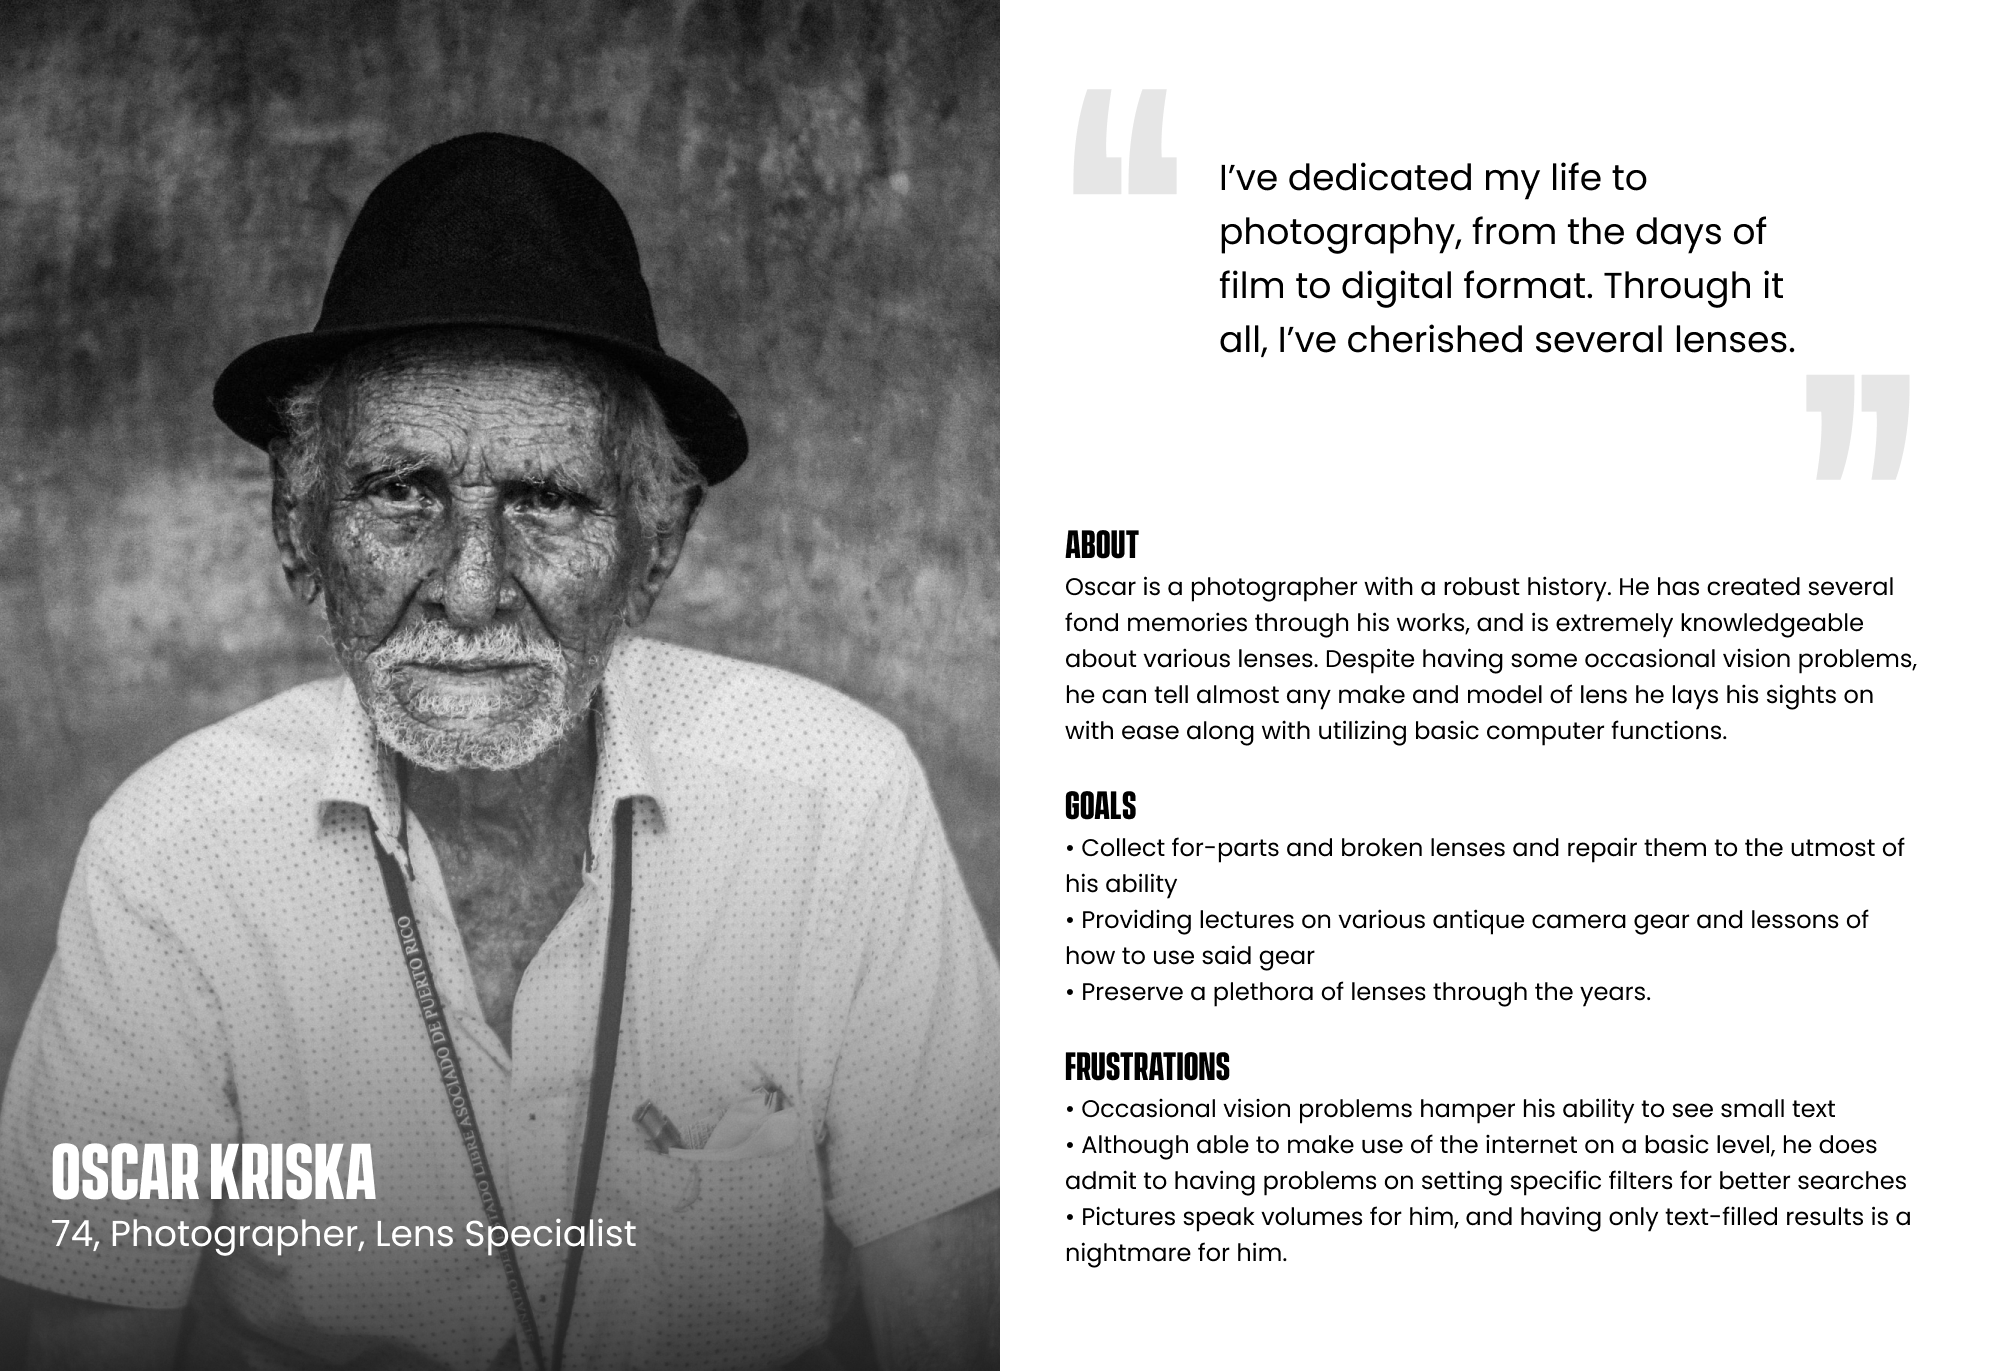 I’ve dedicated my life to
photography, from the days of
film to digital format. Through it
all, I’ve cherished several lenses.
ABOUT
Oscar is a photographer with a robust history. He has created several
fond memories through his works, and is extremely knowledgeable
about various lenses. Despite having some occasional vision problems,
he can tell almost any make and model of lens he lays his sights on
with ease along with utilizing basic computer functions.
GOALS
• Collect for-parts and broken lenses and repair them to the utmost of
his ability
• Providing lectures on various antique camera gear and lessons of
how to use said gear
• Preserve a plethora of lenses through the years.
FRUSTRATIONS
• Occasional vision problems hamper his ability to see small text
• Although able to make use of the internet on a basic level, he does
admit to having problems on setting specific filters for better searches
• Pictures speak volumes for him, and having only text-filled results is a
nightmare for him.
OSCAR KRISKA
74, Photographer, Lens Specialist
LIBRE ASOCIADO DE PUERTO RICO